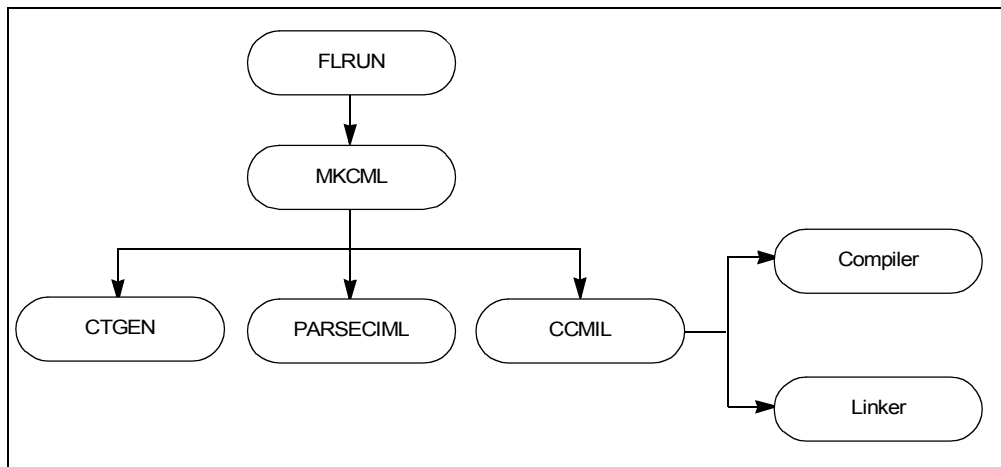 FLRUN
MKCML
Compiler
CTGEN
PARSECIML
CCMIL
Linker